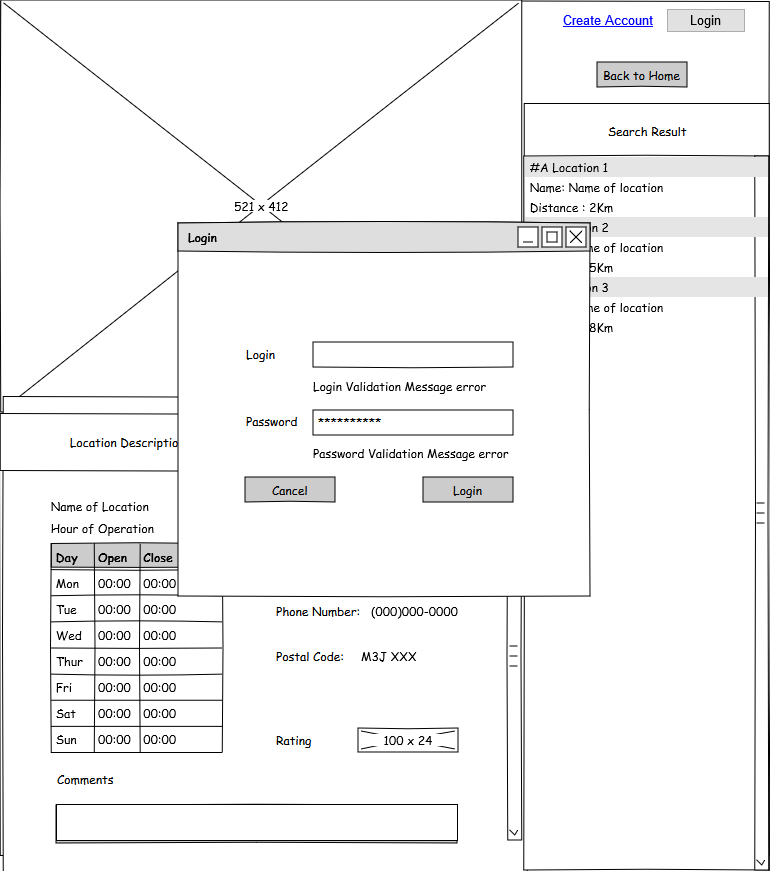 Create Account Login
Back to Home
Search Result
#A Location 1
Name: Name of location
Distance : 2Km
on 2
me of location
5Km
on 3
me of location
8Km
521 x 412
Login
Login
Login Validation Message error
Password **********
Password Validation Message error
Cancel Login
Location Descriptio
Name of Location
Hour of Operation
Day Open Close
Mon 00:00 00:00
Tue 00:00 00:00
Wed 00:00 00:00
Thur 00:00 00:00
Fri 00:00 00:00
Sat 00:00 00:00
Sun 00:00 00:00
Phone Number: (000)000-0000
Postal Code: M3J XXX
Rating 100 x 24
Comments